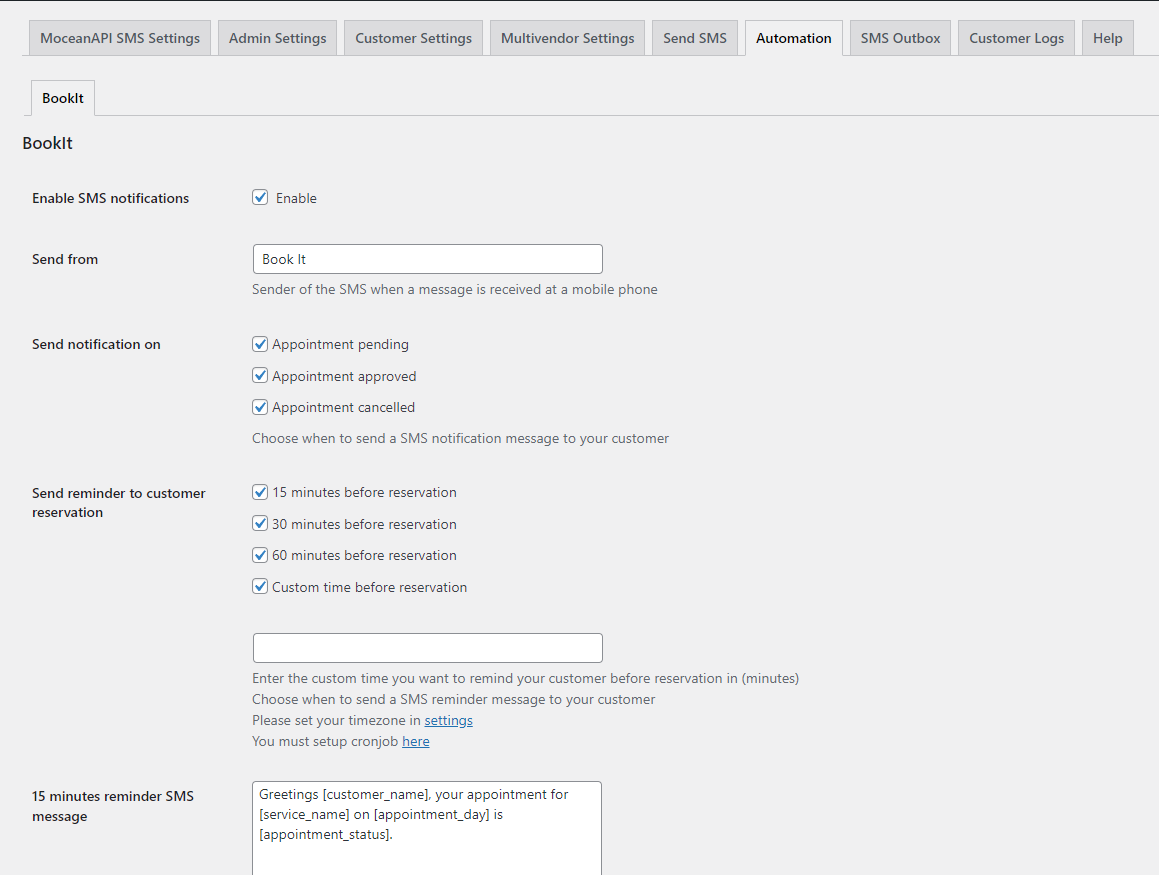 MoceanAPI SMS Settings Admin Settings Customer Settings Multivendor Settings Send SMS Automation SMS Outbox Customer Logs Help
BookIt
BookIt
Enable SMS notifications Enable
Send from Book It
Sender of the SMS when a message is received at a mobile phone
Send notification on Appointment pending
Appointment approved
Appointment cancelled
Choose when to send a SMS notification message to your customer
Send reminder to customer 15 minutes before reservation
reservation
30 minutes before reservation
60 minutes before reservation
Custom time before reservation
Enter the custom time you want to remind your customer before reservation in (minutes)
Choose when to send a SMS reminder message to your customer
Please set your timezone in settings
You must setup cronjob here
15 minutes reminder SMS
message
Greetings [customer_name], your appointment for
[service_name] on [appointment_day] is
[appointment_status].